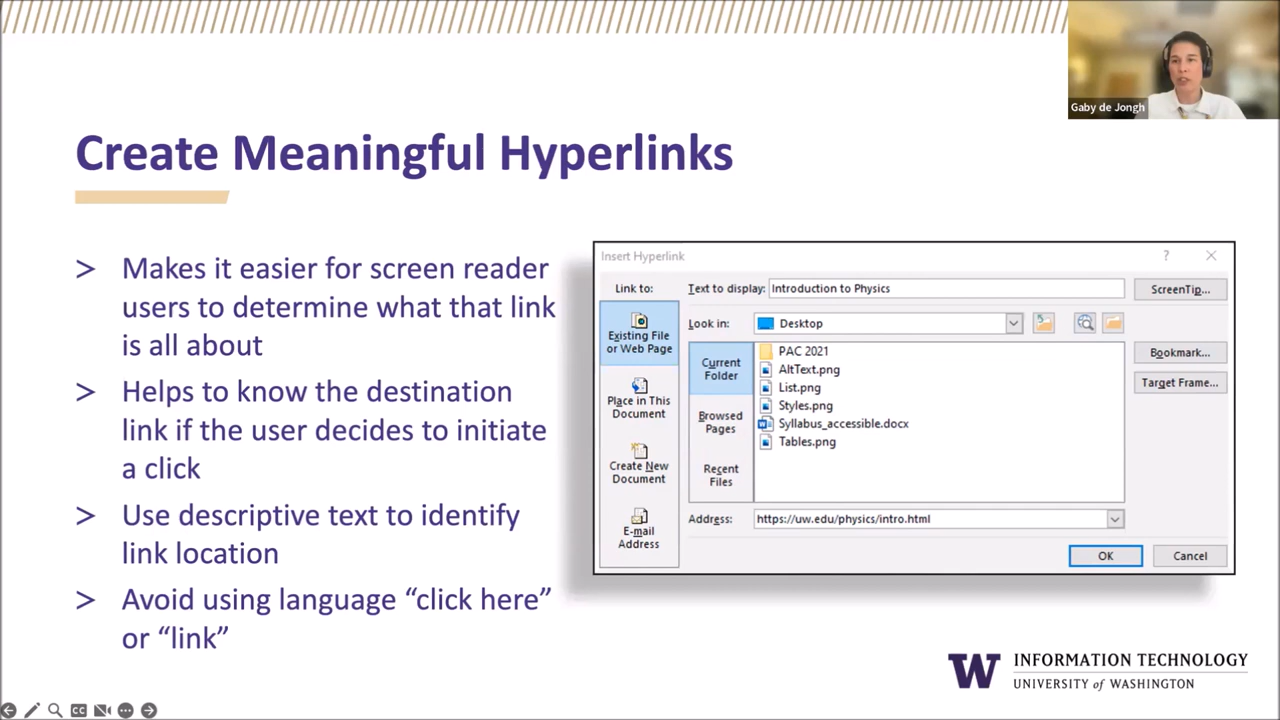 Gaby de Jongh
Create Meaningful Hyperlinks
> Makes it easier for screen reader
users to determine what that link
is all about
> Helps to know the destination
link if the user decides to initiate
a click
> Use descriptive text to identify
link location
> Avoid using language “click here”
or “link”
Insert Hyperlink
Link to:
Existing File
or Web Page
Place in This
Document
Create New
Document
E-mail
Address
Text to display: Introduction to Physics
ScreenTip...
Look in: Desktop
Current
Folder
Browsed
Pages
Recent
Files
PAC 2021
AltText.png
List.png
Styles.png
Syllabus_accessible.docx
Tables.png
Bookmark...
Target Frame...
Address: https://uw.edu/physics/intro.html
OK Cancel
W INFORMATION TECHNOLOGY
UNIVERSITY of WASHINGTON